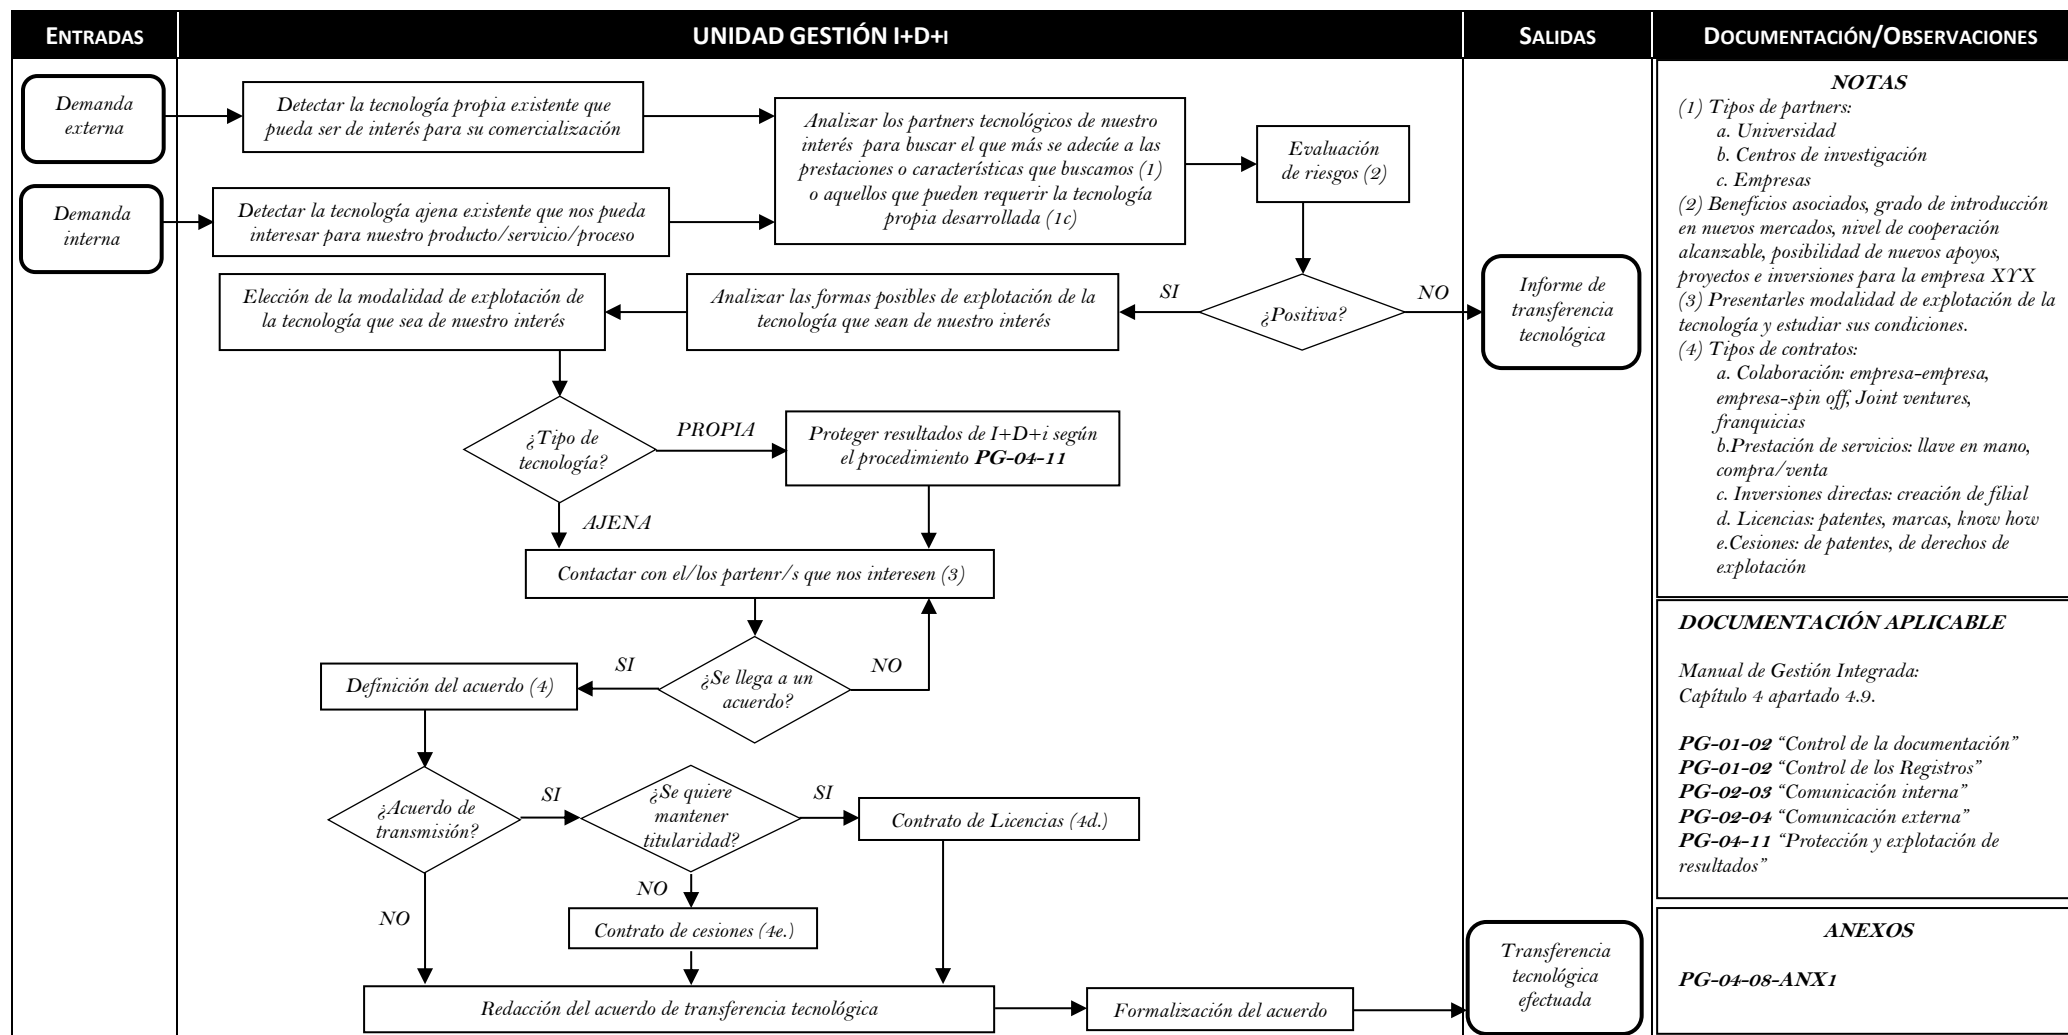 ENTRADAS
UNIDAD GESTIÓN I+D+I
SALIDAS
DOCUMENTACIÓN/OBSERVACIONES
Demanda
externa
Detectar la tecnología propia existente que
pueda ser de interés para su comercialización
Demanda
interna
Detectar la tecnología ajena existente que nos pueda
interesar para nuestro producto/servicio/proceso
Analizar los partners tecnológicos de nuestro
interés para buscar el que más se adecúe a las
prestaciones o características que buscamos (1)
o aquellos que pueden requerir la tecnología
propia desarrollada (1c)
Evaluación
de riesgos (2)
¿Positiva?
SI
NO
Informe de
transferencia
tecnológica
Analizar las formas posibles de explotación de la
tecnología que sean de nuestro interés
Elección de la modalidad de explotación de
la tecnología que sea de nuestro interés
¿Tipo de
tecnología?
PROPIA
Proteger resultados de I+D+i según
el procedimiento PG-04-11
AJENA
Contactar con el/los partenr/s que nos interesen (3)
¿Se llega a un
acuerdo?
SI
NO
Definición del acuerdo (4)
¿Acuerdo de
transmisión?
SI
NO
¿Se quiere
mantener
titularidad?
SI
NO
Contrato de Licencias (4d.)
Contrato de cesiones (4e.)
Redacción del acuerdo de transferencia tecnológica
Formalización del acuerdo
Transferencia
tecnológica
efectuada
NOTAS
(1) Tipos de partners:
a. Universidad
b. Centros de investigación
c. Empresas
(2) Beneficios asociados, grado de introducción
en nuevos mercados, nivel de cooperación
alcanzable, posibilidad de nuevos apoyos,
proyectos e inversiones para la empresa XYX
(3) Presentarles modalidad de explotación de la
tecnología y estudiar sus condiciones.
(4) Tipos de contratos:
a. Colaboración: empresa-empresa,
empresa-spin off, Joint ventures,
franquicias
b.Prestación de servicios: llave en mano,
compra/venta
c. Inversiones directas: creación de filial
d. Licencias: patentes, marcas, know how
e.Cesiones: de patentes, de derechos de
explotación
DOCUMENTACIÓN APLICABLE
Manual de Gestión Integrada:
Capítulo 4 apartado 4.9.
PG-01-02 “Control de la documentación”
PG-01-02 “Control de los Registros”
PG-02-03 “Comunicación interna”
PG-02-04 “Comunicación externa”
PG-04-11 “Protección y explotación de
resultados”
ANEXOS
PG-04-08-ANX1